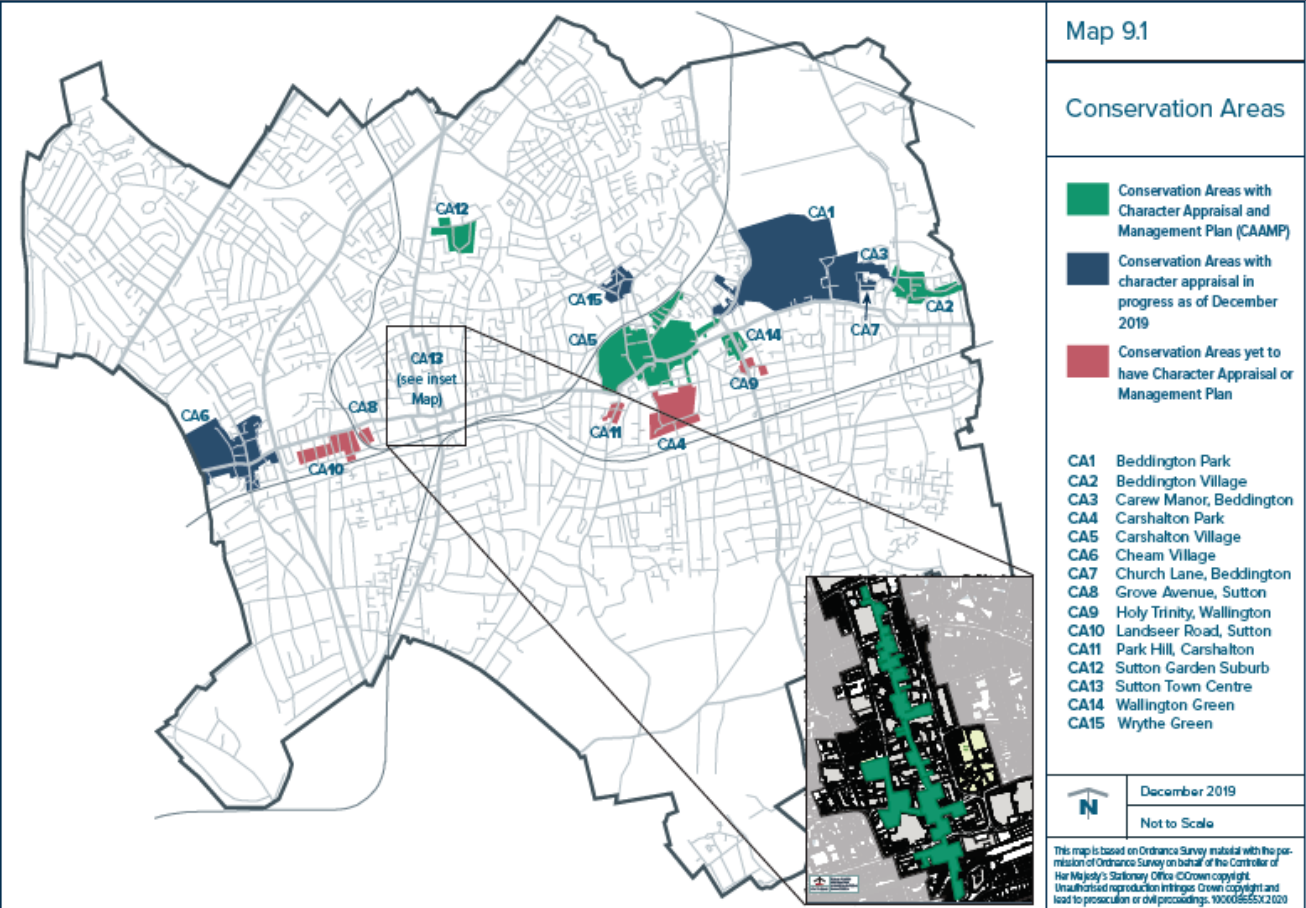 Map 9.1
Conservation Areas
Conservation Areas with
Character Appraisal and
Management Plan (CAAMP)
Conservation Areas with
character appraisal in
progress as of December
2019
Conservation Areas yet to
have Character Appraisal or
Management Plan
CA1 Beddington Park
CA2 Beddington Village
CA3 Carew Manor, Beddington
CA4 Carshalton Park
CA5 Carshalton Village
CA6 Cheam Village
CA7 Church Lane, Beddington
CA8 Grove Avenue, Sutton
CA9 Holy Trinity, Wallington
CA10 Landseer Road, Sutton
CA11 Park Hill, Carshalton
CA12 Sutton Garden Suburb
CA13 Sutton Town Centre
CA14 Wallington Green
CA15 Wrythe Green
N
December 2019
Not to Scale
This map is based on Ordnance Survey material with the per-
mission of Ordnance Survey on behalf of the Controller of
Her Majesty's Stationery Office © Crown copyright.
Unauthorised reproduction infringes Crown copyright and
lead to prosecution or civil proceedings. 2020
CA12
CA1
CA3
CA15
CA2
CA7
CA5
CA14
CA13
(see inset
Map)
CA9
CA8
CA6
CA11
CA4
CA10